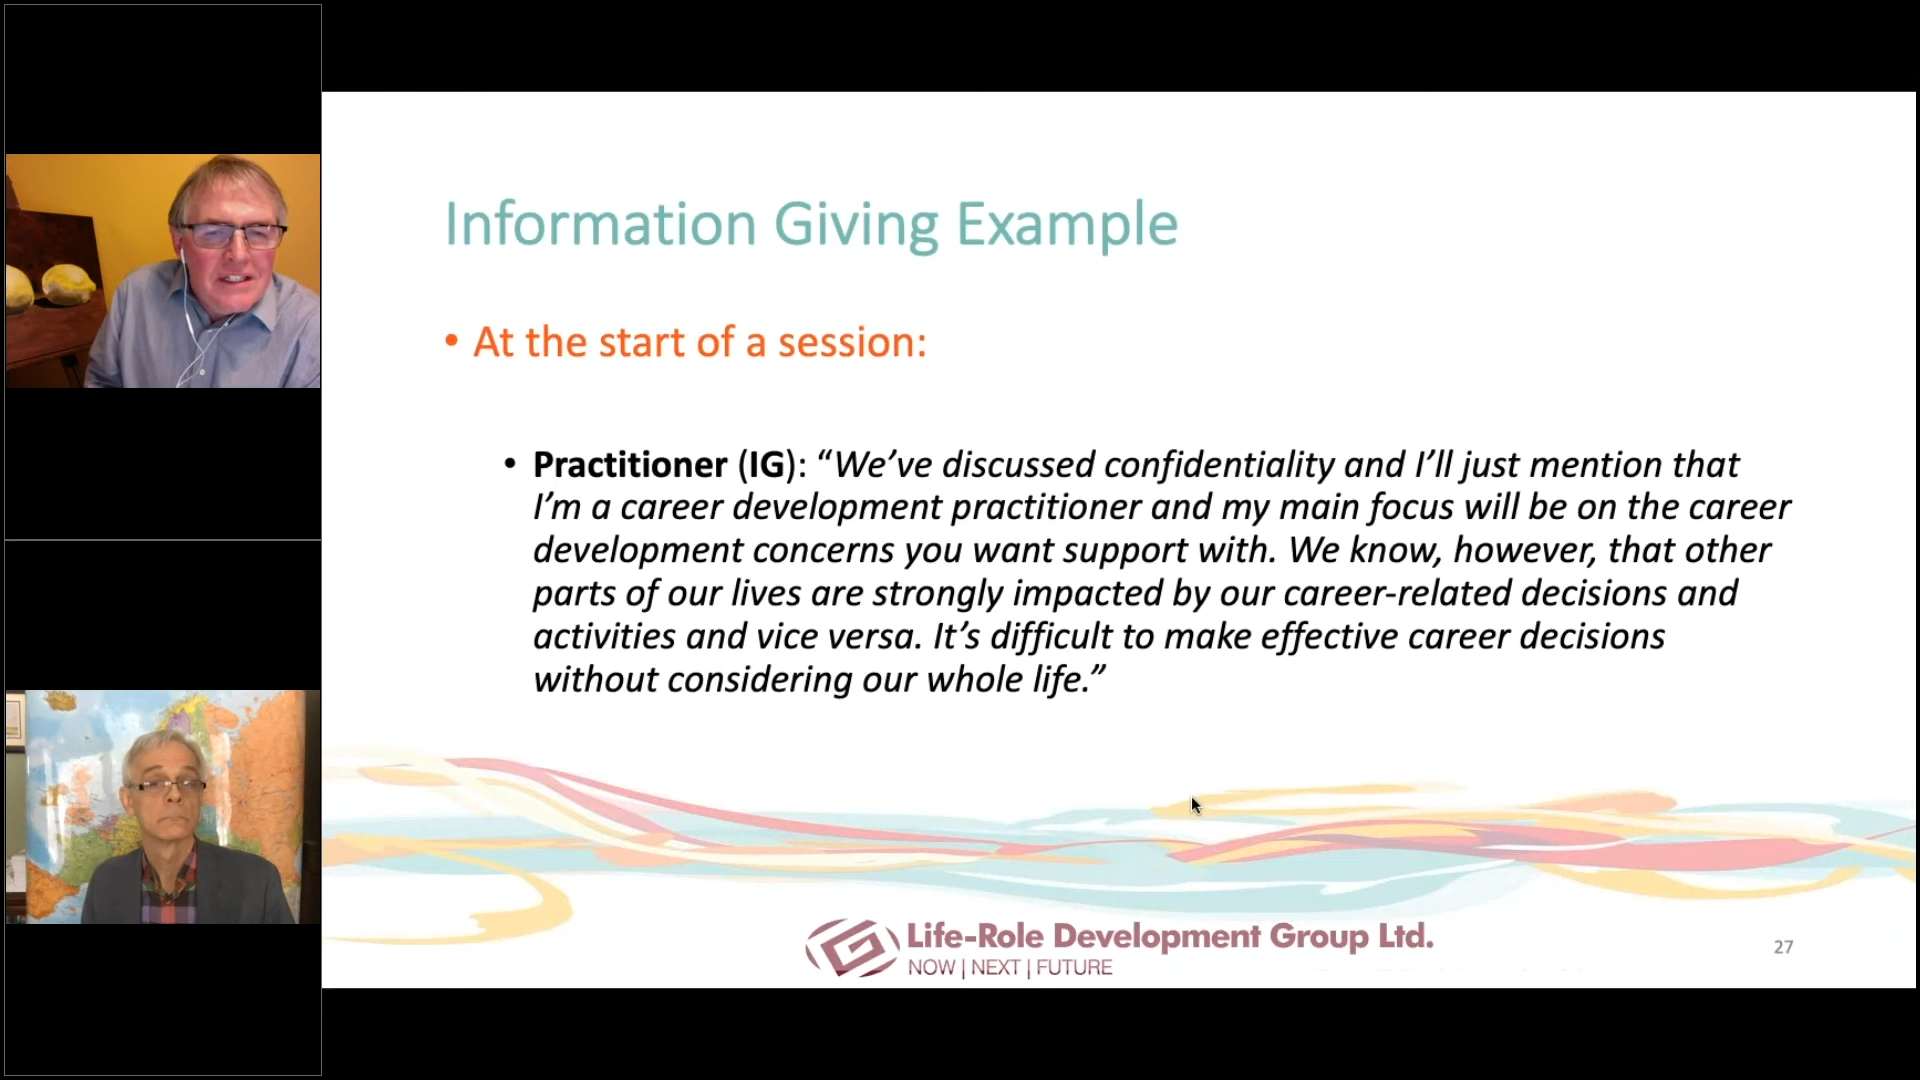 Information Giving Example
• At the start of a session:
• Practitioner (IG): “We’ve discussed confidentiality and I’ll just mention that
I’m a career development practitioner and my main focus will be on the career
development concerns you want support with. We know, however, that other
parts of our lives are strongly impacted by our career-related decisions and
activities and vice versa. It’s difficult to make effective career decisions
without considering our whole life.”
Life-Role Development Group Ltd.
NOW | NEXT | FUTURE
27